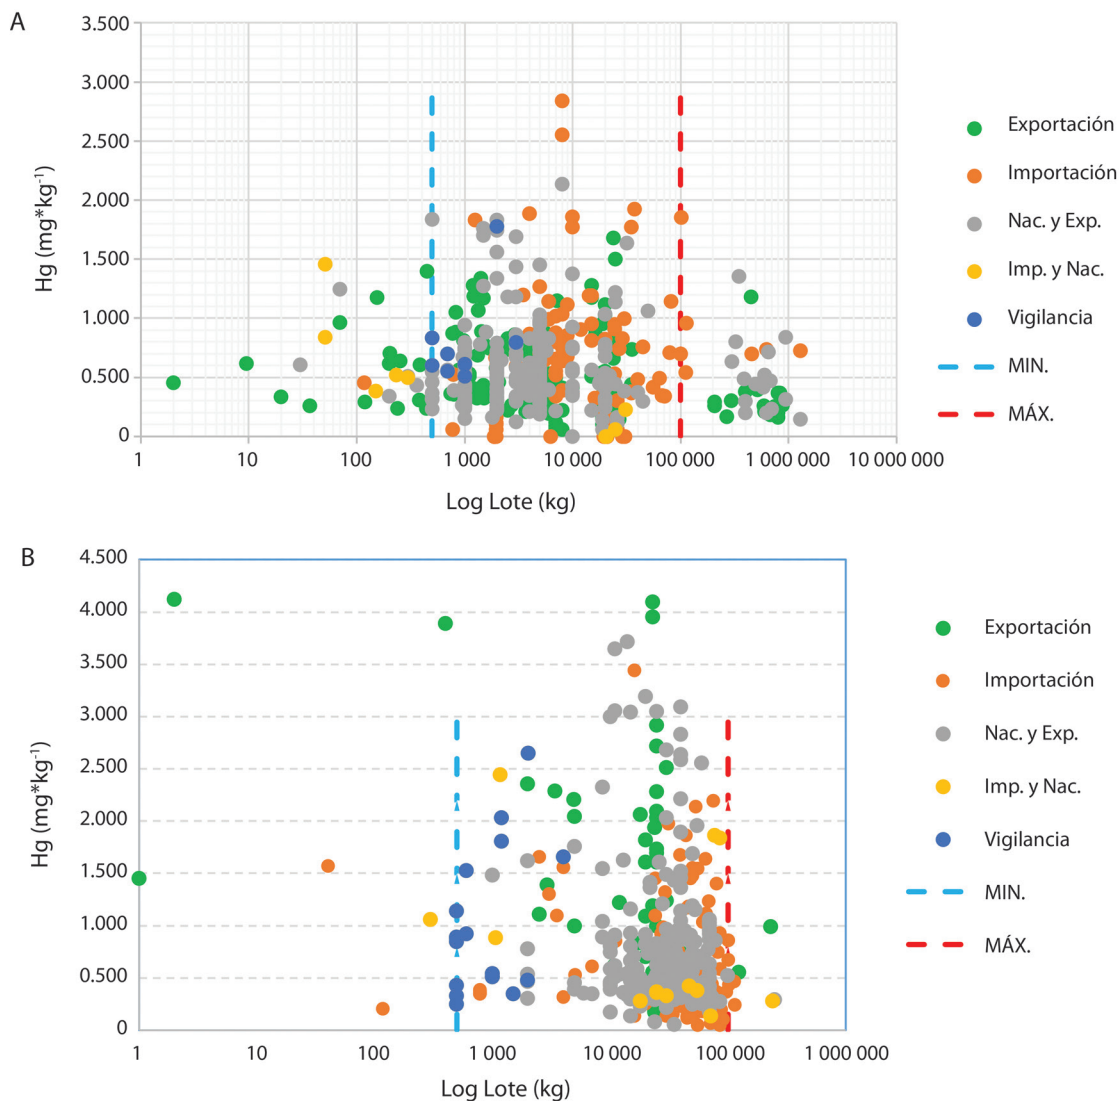 A
3.500
3.000
2.500
2.000
1.500
1.000
0.500
0
Hg (mg*kg-1)
1
10
100
1 000
10 000
100 000
1 000 000
10 000 000
Log Lote (kg)
Exportación
Importación
Nac. y Exp.
Imp. y Nac.
Vigilancia
MIN.
MÁX.
B
4.500
4.000
3.500
3.000
2.500
2.000
1.500
1.000
0.500
0
Hg (mg*kg-1)
1
10
100
1 000
10 000
100 000
1 000 000
Log Lote (kg)
Exportación
Importación
Nac. y Exp.
Imp. y Nac.
Vigilancia
MIN.
MÁX.